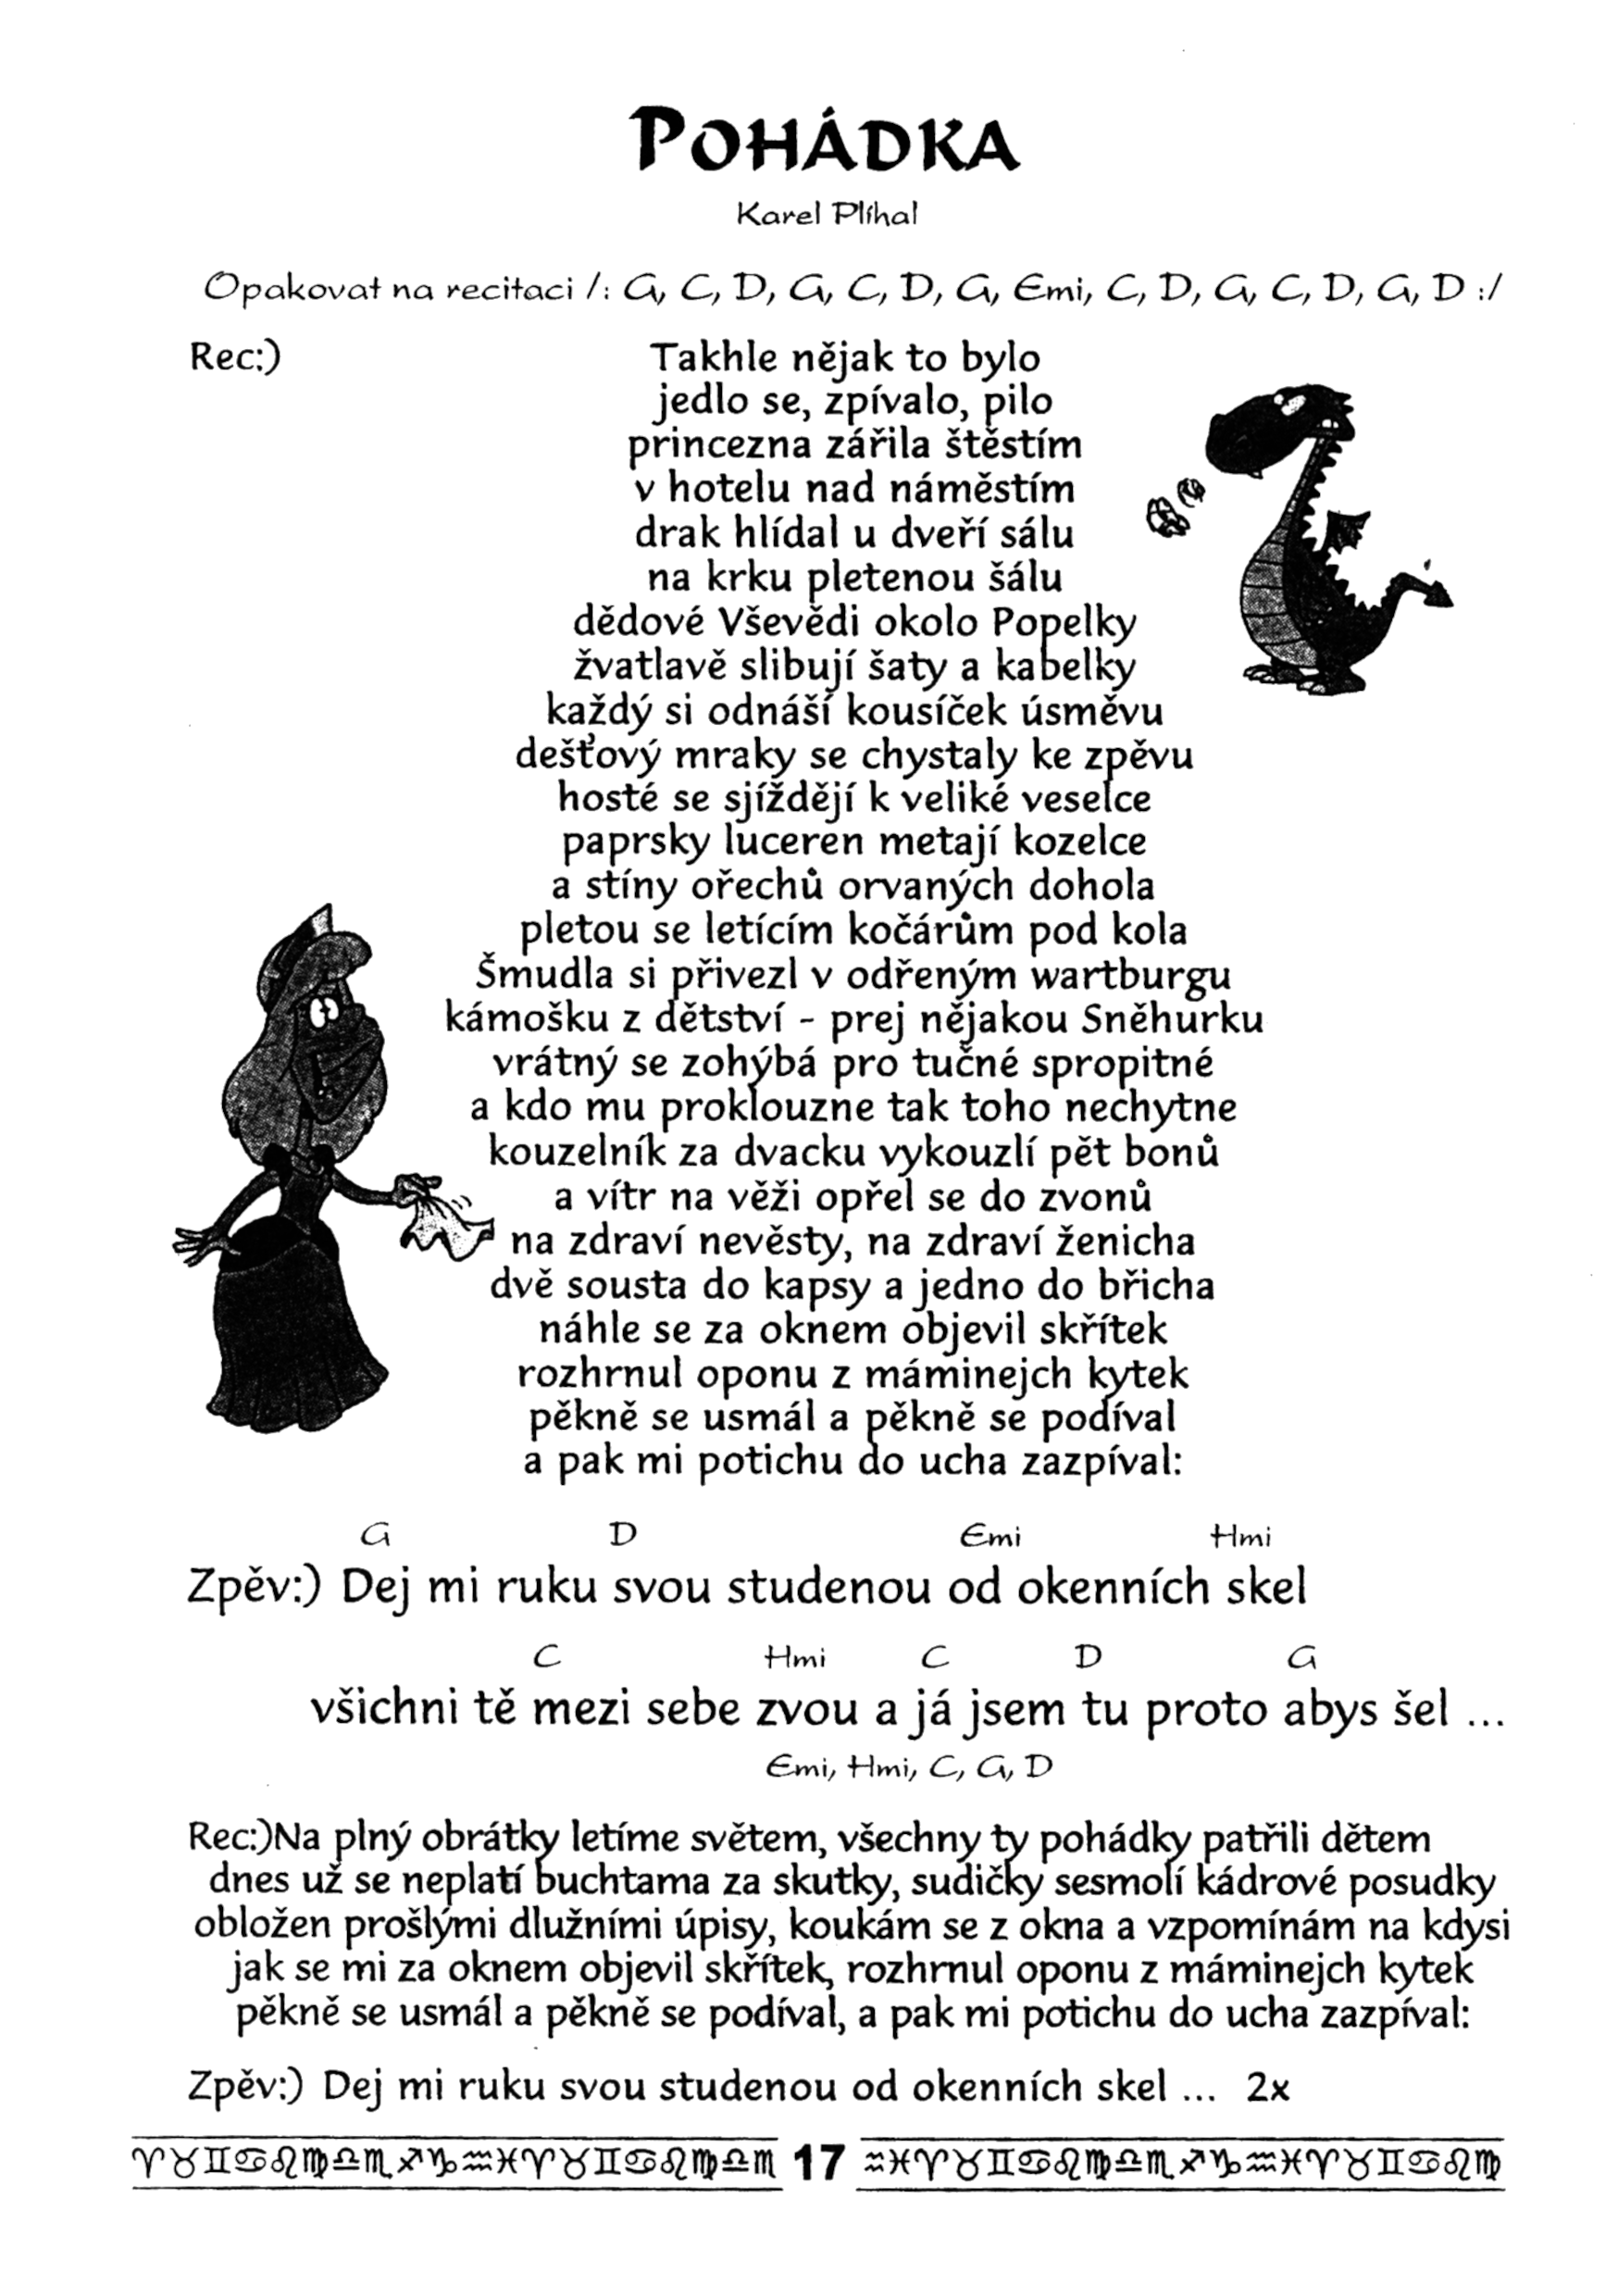 POHÁDKA
Karel Plíhal
Opakovat na recitaci /: G, C, D, G, C, D, G, Emi, C, D, G, C, D, G, D :/
Rec:) Takhle nějak to bylo
jedlo se, zpívalo, pilo
princezna zářila štěstím
v hotelu nad náměstím
drak hlídal u dveří sálu
na krku pletenou šálu
dědové Vševědi okolo Popelky
žvatlavě slibují šaty a kabelky
každý si odnáší kousíček úsměvu
dešťový mraky se chystaly ke zpěvu
hosté se sjíždějí k veliké veselce
paprsky luceren metají kozelce
a stíny ořechů orvaných dohola
pletou se letícím kočárům pod kola
Šmudla si přivezl v odřeným wartburgu
kámošku z dětství - prej nějakou Sněhurku
vrátný se zohýbá pro tučné spropitné
a kdo mu proklouzne tak toho nechytne
kouzelník za dvacku vykouzlí pět bonů
a vítr na věži opřel se do zvonů
na zdraví nevěsty, na zdraví ženicha
dvě sousta do kapsy a jedno do břicha
náhle se za oknem objevil skřítek
rozhrnul oponu z máminejch kytek
pěkně se usmál a pěkně se podíval
a pak mi potichu do ucha zazpíval:
G D Emi Hmi
Zpěv:) Dej mi ruku svou studenou od okenních skel
C Hmi C D G
všichni tě mezi sebe zvou a já jsem tu proto abys šel ...
Emi, Hmi, C, G, D
Rec:)Na plný obrátky letíme světem, všechny ty pohádky patřili dětem
dnes už se neplatí buchtama za skutky, sudičky sesmolí kádrové posudky
obložen prošlými dlužními úpisy, koukám se z okna a vzpomínám na kdysi
jak se mi za oknem objevil skřítek, rozhrnul oponu z máminejch kytek
pěkně se usmál a pěkně se podíval, a pak mi potichu do ucha zazpíval:
Zpěv:) Dej mi ruku svou studenou od okenních skel ... 2x
♈♉♊♋♌♍♎♏♐♑♒♓♈♉♊♋♌♍♎♏ 17 ♒♓♈♉♊♋♌♍♎♏♐♑♒♓♈♉♊♋♌♍